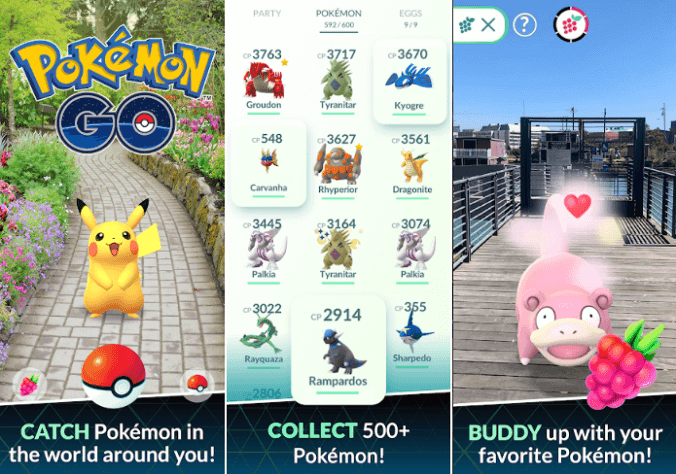 Pokémon
GO
TM
CATCH Pokémon in
the world around you!
PARTY
POKÉMON
EGGS
592 / 600
9 / 9
CP 3763
CP 3717
CP 3670
Groudon
Tyranitar
Kyogre
CP 548
CP 3627
CP 3561
Carvanha
Rhyperior
Dragonite
CP 3445
CP 3164
CP 3074
Palkia
Tyranitar
Palkia
CP 3022
CP 2914
CP 355
Rayquaza
Rampardos
Sharpedo
2806
COLLECT 500+
Pokémon!
?
BUDDY up with your
favorite Pokémon!